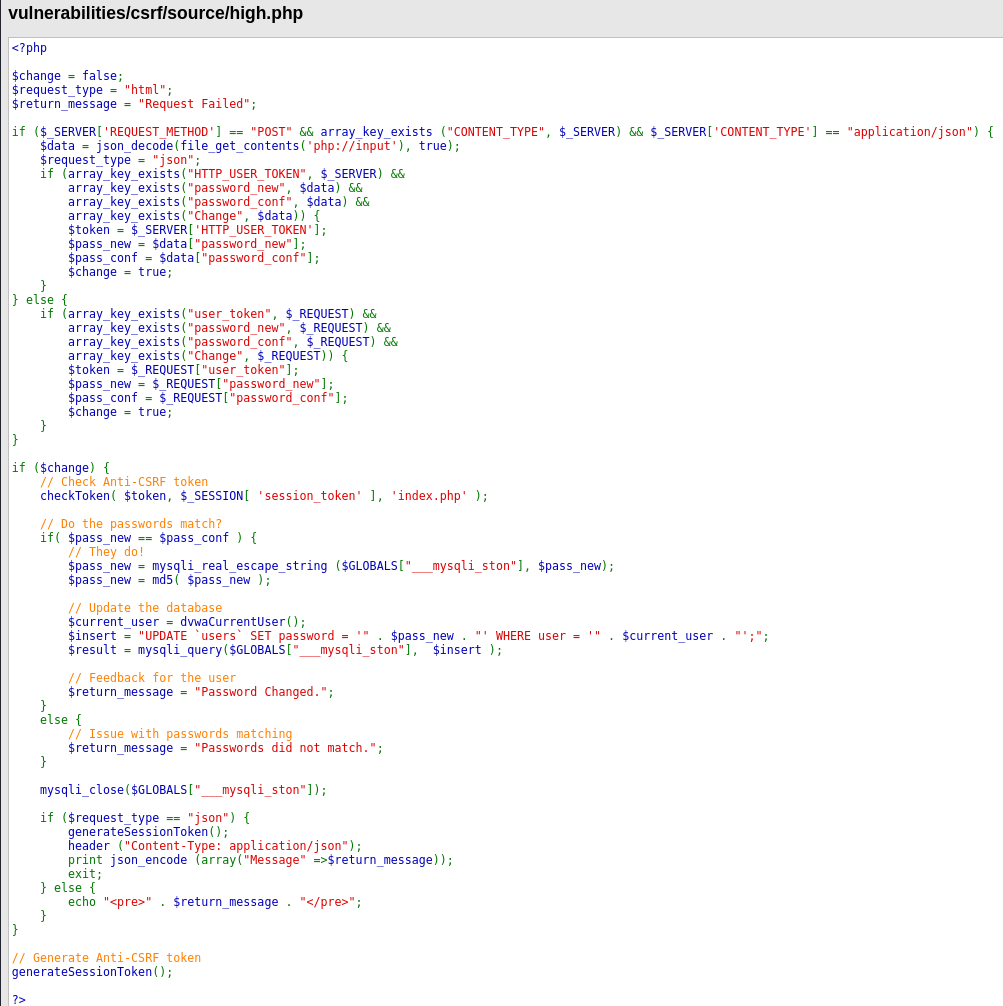 vulnerabilities/csrf/source/high.php
<?php
$change = false;
$request_type = "html";
$return_message = "Request Failed";
if ($_SERVER['REQUEST_METHOD'] == "POST" && array_key_exists ("CONTENT_TYPE", $_SERVER) && $_SERVER['CONTENT_TYPE'] == "application/json") {
    $data = json_decode(file_get_contents('php://input'), true);
    $request_type = "json";
    if (array_key_exists("HTTP_USER_TOKEN", $_SERVER) &&
        array_key_exists("password_new", $data) &&
        array_key_exists("password_conf", $data) &&
        array_key_exists("Change", $data)) {
        $token = $_SERVER['HTTP_USER_TOKEN'];
        $pass_new = $data["password_new"];
        $pass_conf = $data["password_conf"];
        $change = true;
    }
} else {
    if (array_key_exists("user_token", $_REQUEST) &&
        array_key_exists("password_new", $_REQUEST) &&
        array_key_exists("password_conf", $_REQUEST) &&
        array_key_exists("Change", $_REQUEST)) {
        $token = $_REQUEST["user_token"];
        $pass_new = $_REQUEST["password_new"];
        $pass_conf = $_REQUEST["password_conf"];
        $change = true;
    }
}
if ($change) {
    // Check Anti-CSRF token
    checkToken( $token, $_SESSION[ 'session_token' ], 'index.php' );
    // Do the passwords match?
    if( $pass_new == $pass_conf ) {
        // They do!
        $pass_new = mysqli_real_escape_string ($GLOBALS["___mysqli_ston"], $pass_new);
        $pass_new = md5( $pass_new );
        // Update the database
        $current_user = dvwaCurrentUser();
        $insert = "UPDATE `users` SET password = '" . $pass_new . "' WHERE user = '" . $current_user . "';";
        $result = mysqli_query($GLOBALS["___mysqli_ston"],  $insert );
        // Feedback for the user
        $return_message = "Password Changed.";
    }
    else {
        // Issue with passwords matching
        $return_message = "Passwords did not match.";
    }
    mysqli_close($GLOBALS["___mysqli_ston"]);
    if ($request_type == "json") {
        generateSessionToken();
        header ("Content-Type: application/json");
        print json_encode (array("Message" =>$return_message));
        exit;
    } else {
        echo "<pre>" . $return_message . "</pre>";
    }
}
// Generate Anti-CSRF token
generateSessionToken();
?>